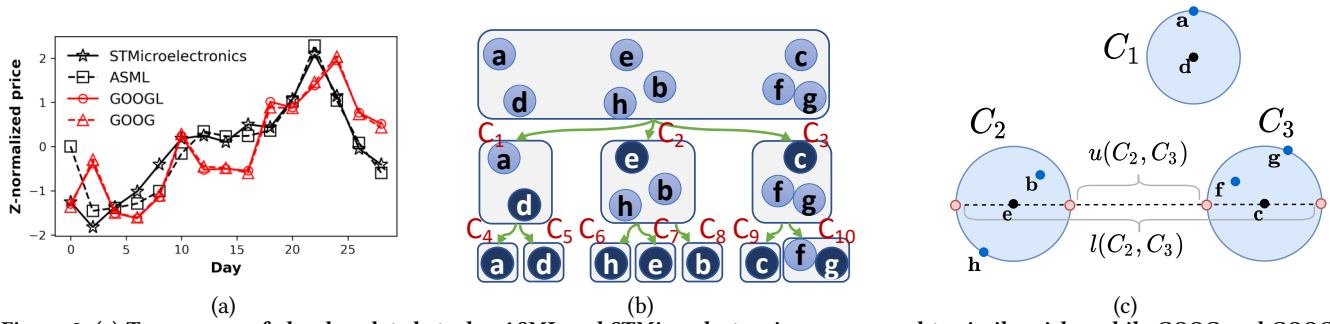 Z-normalized price
2
1
0
−1
−2
STMicroelectronics
ASML
GOOGL
GOOG
0 5 10 15 20 25
Day
(a)
a e c
d h b f g
C1 C2 C3
a e c
d h b f g
C4 C5 C6 C7 C8 C9 C10
a d h e b c f g
(b)
a
C1
d
C2 C3
u(C2, C3)
g
b f
e c
l(C2, C3)
h
(c)